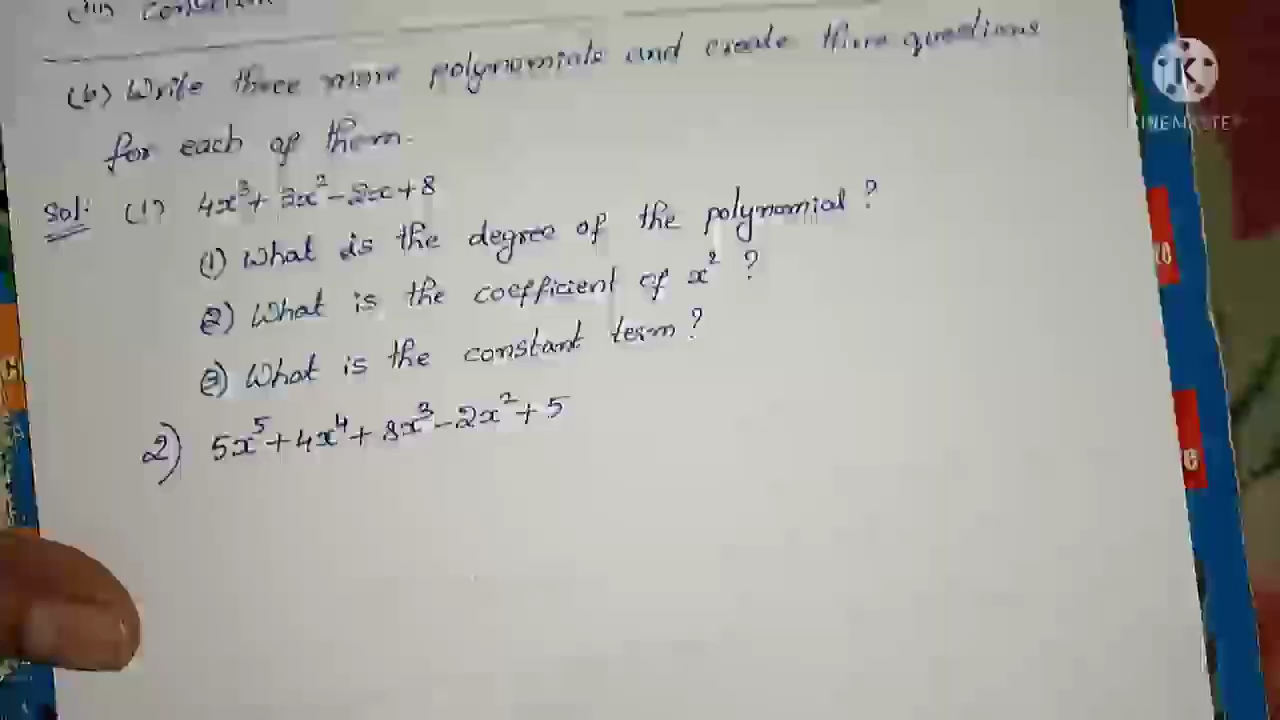 (b) Write three more polynomials and create three questions
for each of them.
Sol: (1) 4x³ + 3x² - 2x + 8
(1) What is the degree of the polynomial ?
(2) What is the coefficient of x² ?
(3) What is the constant term ?
2) 5x⁵ + 4x⁴ + 8x³ - 2x² + 5
KINEMASTER